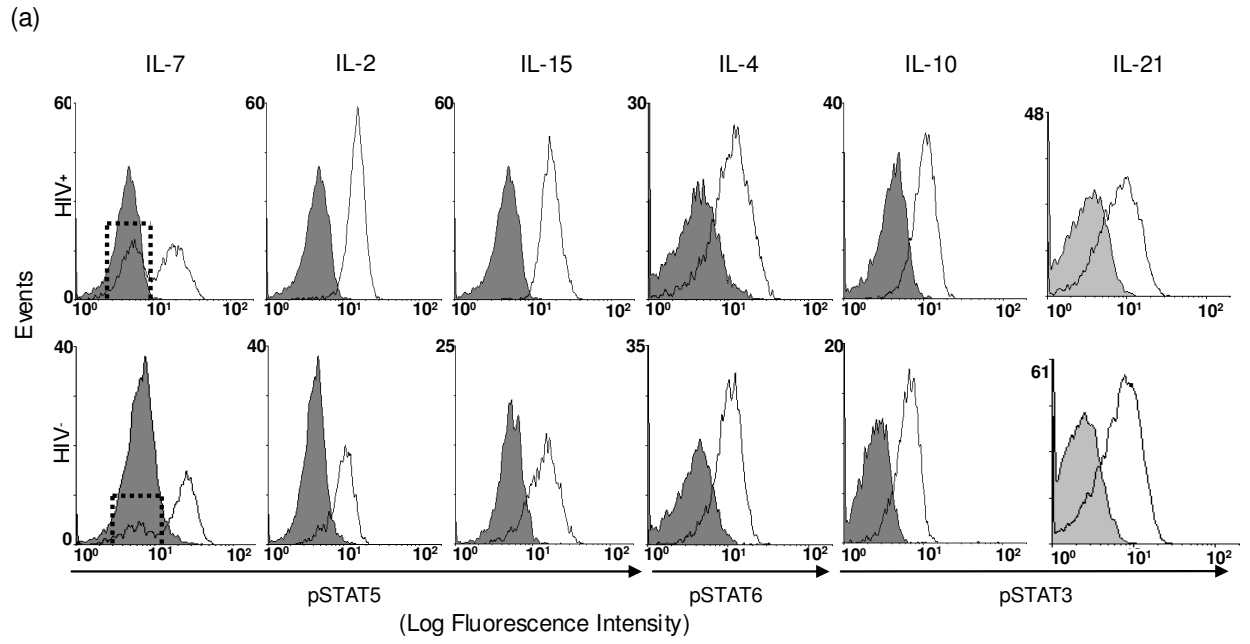 (a)
IL-7 IL-2 IL-15 IL-4 IL-10 IL-21
60 60 60 30 40 48
HIV+
0
10⁰ 10¹ 10² 10⁰ 10¹ 10² 10⁰ 10¹ 10² 10⁰ 10¹ 10² 10⁰ 10¹ 10² 10⁰ 10¹ 10²
Events
40 40 25 35 20 61
HIV-
0
10⁰ 10¹ 10² 10⁰ 10¹ 10² 10⁰ 10¹ 10² 10⁰ 10¹ 10² 10⁰ 10¹ 10² 10⁰ 10¹ 10²
pSTAT5 pSTAT6 pSTAT3
(Log Fluorescence Intensity)